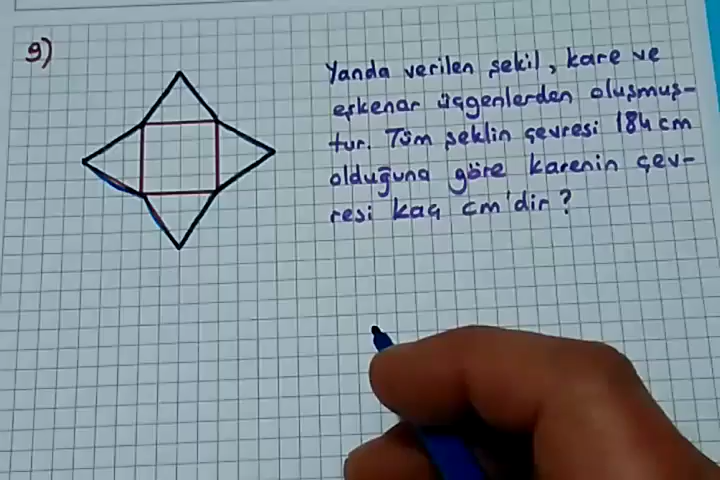 9)
Yanda verilen şekil, kare ve
eşkenar üçgenlerden oluşmuş-
tur. Tüm şeklin çevresi 184 cm
olduğuna göre karenin çev-
resi kaç cm'dir?